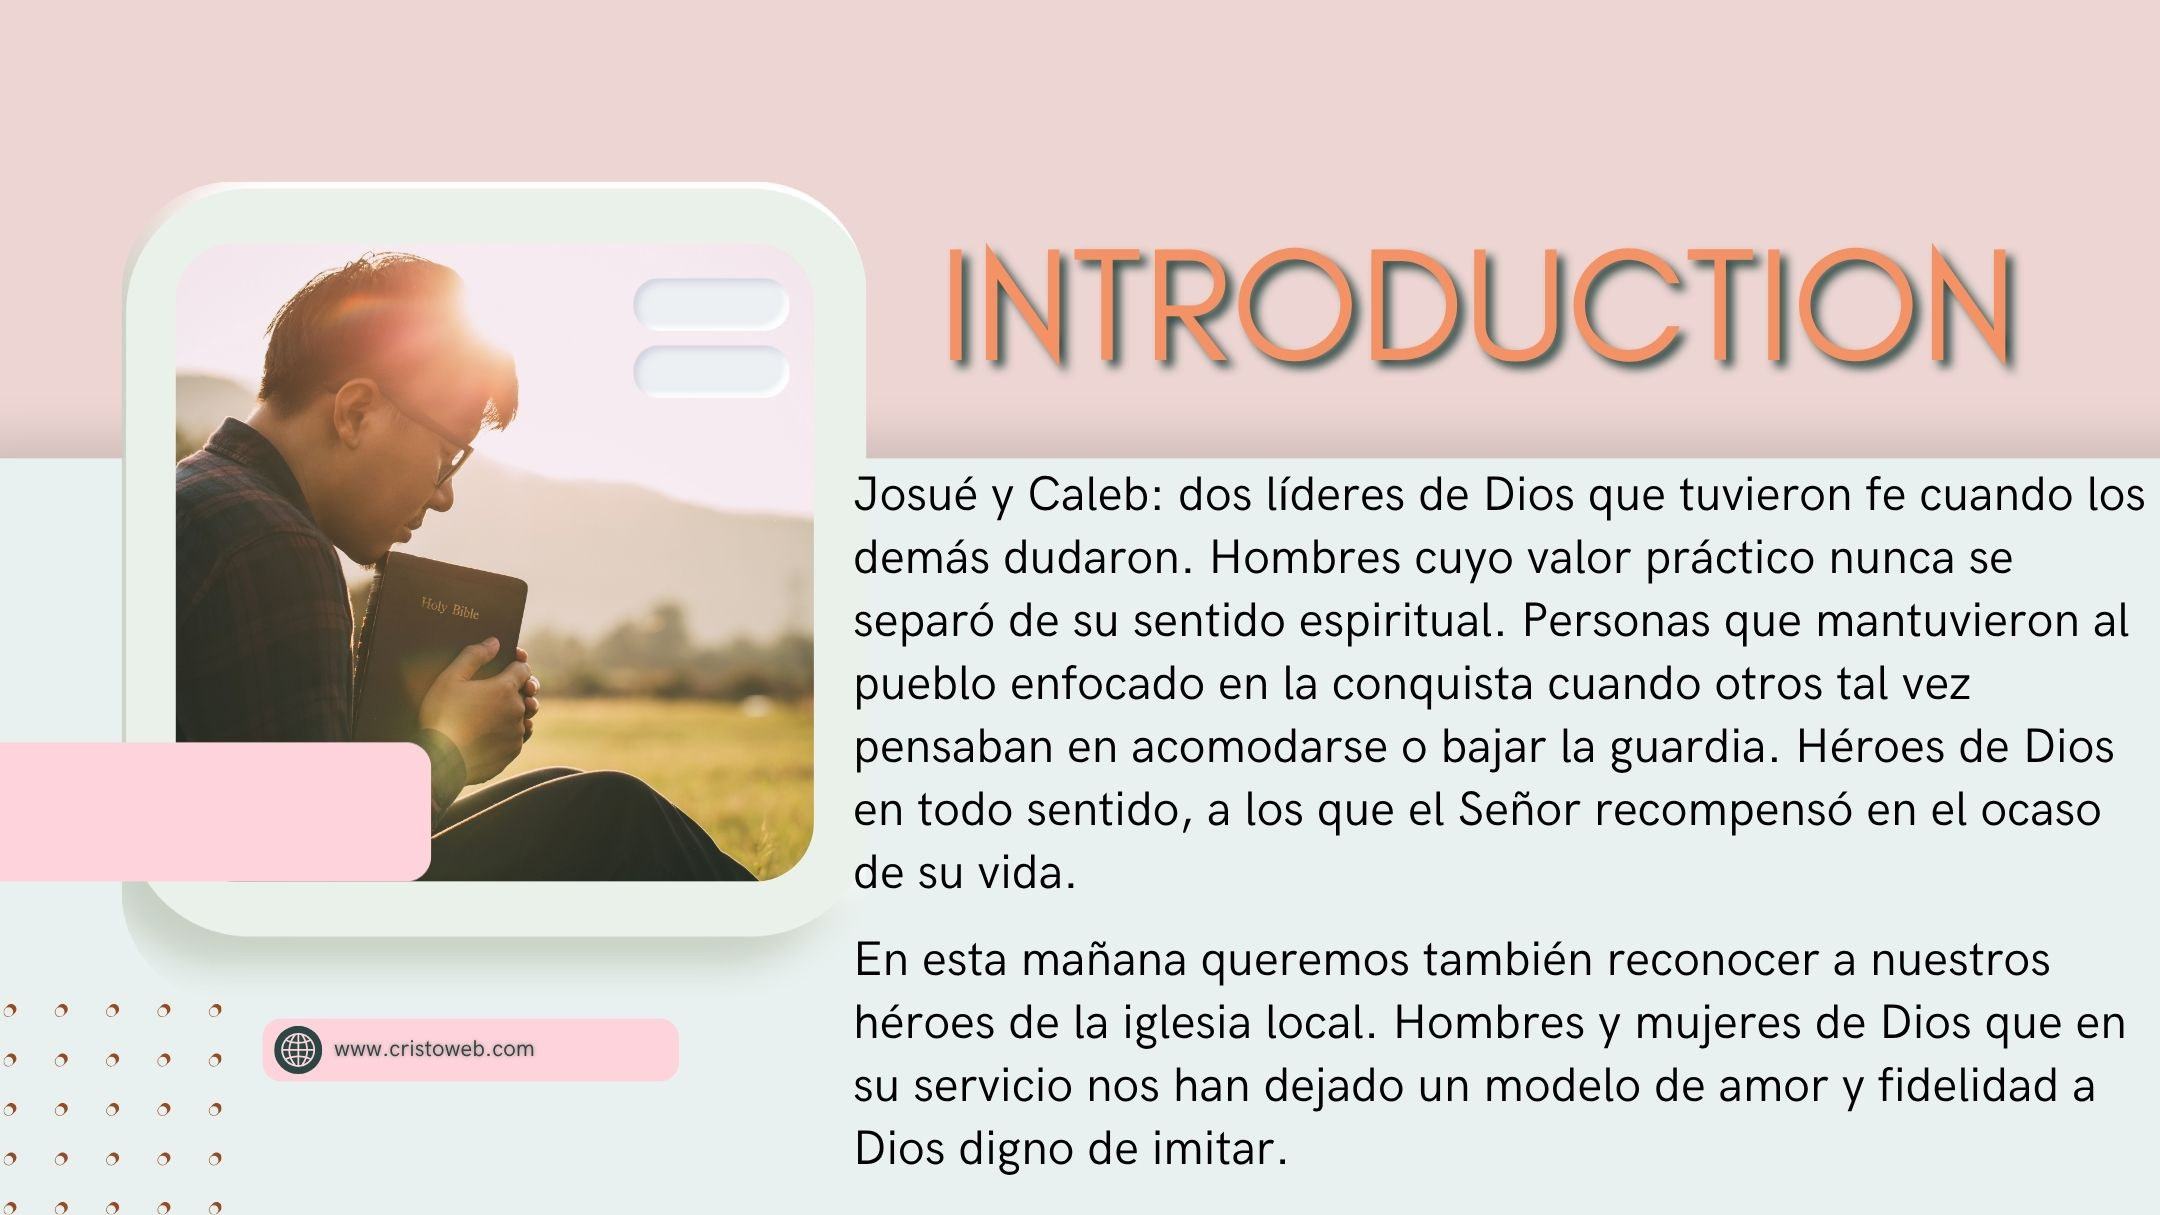 INTRODUCTION
Holy Bible
Josué y Caleb: dos líderes de Dios que tuvieron fe cuando los
demás dudaron. Hombres cuyo valor práctico nunca se
separó de su sentido espiritual. Personas que mantuvieron al
pueblo enfocado en la conquista cuando otros tal vez
pensaban en acomodarse o bajar la guardia. Héroes de Dios
en todo sentido, a los que el Señor recompensó en el ocaso
de su vida.
En esta mañana queremos también reconocer a nuestros
héroes de la iglesia local. Hombres y mujeres de Dios que en
su servicio nos han dejado un modelo de amor y fidelidad a
Dios digno de imitar.
www.cristoweb.com